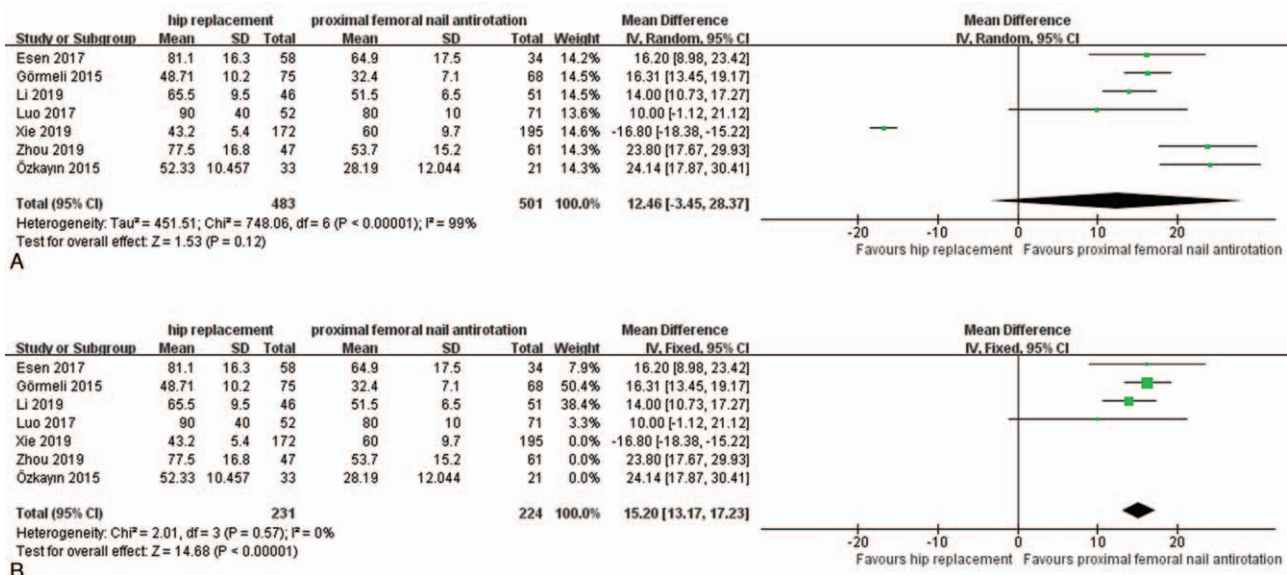 hip replacement proximal femoral nail antirotation Mean Difference Mean Difference
Study or Subgroup Mean SD Total Mean SD Total Weight IV, Random, 95% CI IV, Random, 95% CI
Esen 2017 81.1 16.3 58 64.9 17.5 34 14.2% 16.20 [8.98, 23.42]
Görmeli 2015 48.71 10.2 75 32.4 7.1 68 14.5% 16.31 [13.45, 19.17]
Li 2019 65.5 9.5 46 51.5 6.5 51 14.5% 14.00 [10.73, 17.27]
Luo 2017 90 40 52 80 10 71 13.6% 10.00 [-1.12, 21.12]
Xie 2019 43.2 5.4 172 60 9.7 195 14.6% -16.80 [-18.38, -15.22]
Zhou 2019 77.5 16.8 47 53.7 15.2 61 14.3% 23.80 [17.67, 29.93]
Özkayın 2015 52.33 10.457 33 28.19 12.044 21 14.3% 24.14 [17.87, 30.41]
Total (95% CI) 483 501 100.0% 12.46 [-3.45, 28.37]
Heterogeneity: Tau² = 451.51; Chi² = 748.06, df = 6 (P < 0.00001); I² = 99%
Test for overall effect: Z = 1.53 (P = 0.12)
-20 -10 0 10 20
Favours hip replacement Favours proximal femoral nail antirotation
A
hip replacement proximal femoral nail antirotation Mean Difference Mean Difference
Study or Subgroup Mean SD Total Mean SD Total Weight IV, Fixed, 95% CI IV, Fixed, 95% CI
Esen 2017 81.1 16.3 58 64.9 17.5 34 7.9% 16.20 [8.98, 23.42]
Görmeli 2015 48.71 10.2 75 32.4 7.1 68 50.4% 16.31 [13.45, 19.17]
Li 2019 65.5 9.5 46 51.5 6.5 51 38.4% 14.00 [10.73, 17.27]
Luo 2017 90 40 52 80 10 71 3.3% 10.00 [-1.12, 21.12]
Xie 2019 43.2 5.4 172 60 9.7 195 0.0% -16.80 [-18.38, -15.22]
Zhou 2019 77.5 16.8 47 53.7 15.2 61 0.0% 23.80 [17.67, 29.93]
Özkayın 2015 52.33 10.457 33 28.19 12.044 21 0.0% 24.14 [17.87, 30.41]
Total (95% CI) 231 224 100.0% 15.20 [13.17, 17.23]
Heterogeneity: Chi² = 2.01, df = 3 (P = 0.57); I² = 0%
Test for overall effect: Z = 14.68 (P < 0.00001)
-20 -10 0 10 20
Favours hip replacement Favours proximal femoral nail antirotation
B